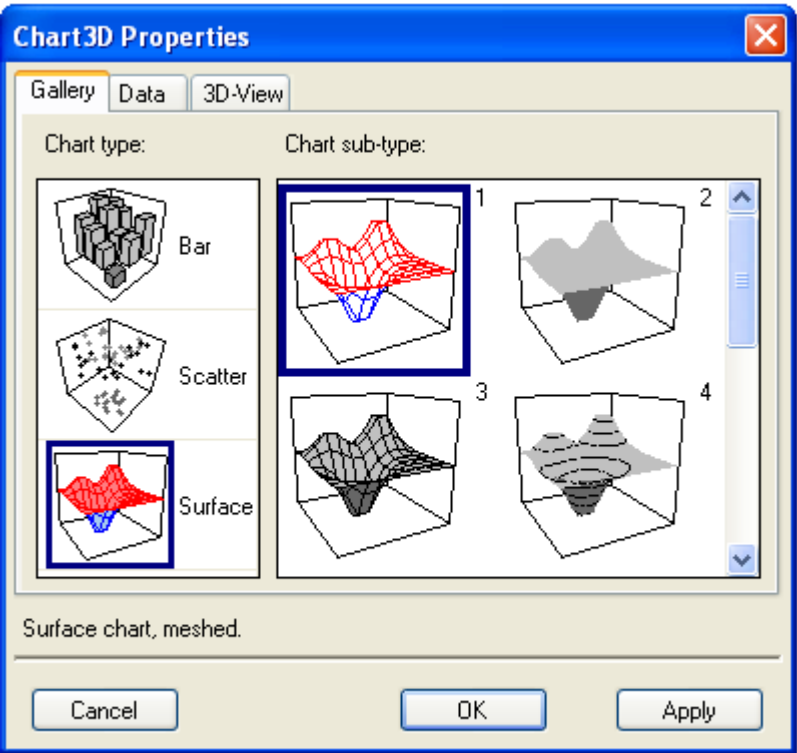 Chart3D Properties
Gallery Data 3D-View
Chart type: Chart sub-type:
Bar
Scatter
Surface
1 2
3 4
Surface chart, meshed.
Cancel OK Apply